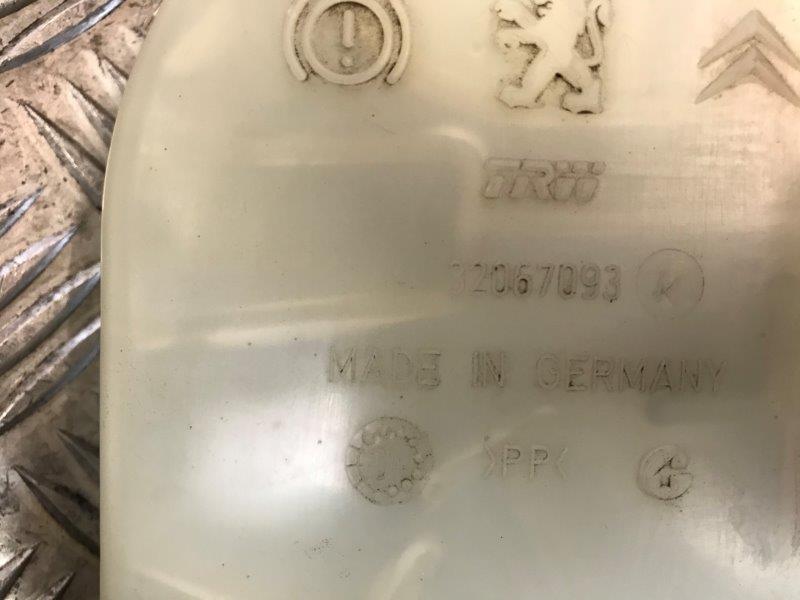 TRW
32067093 K
MADE IN GERMANY
>PP<